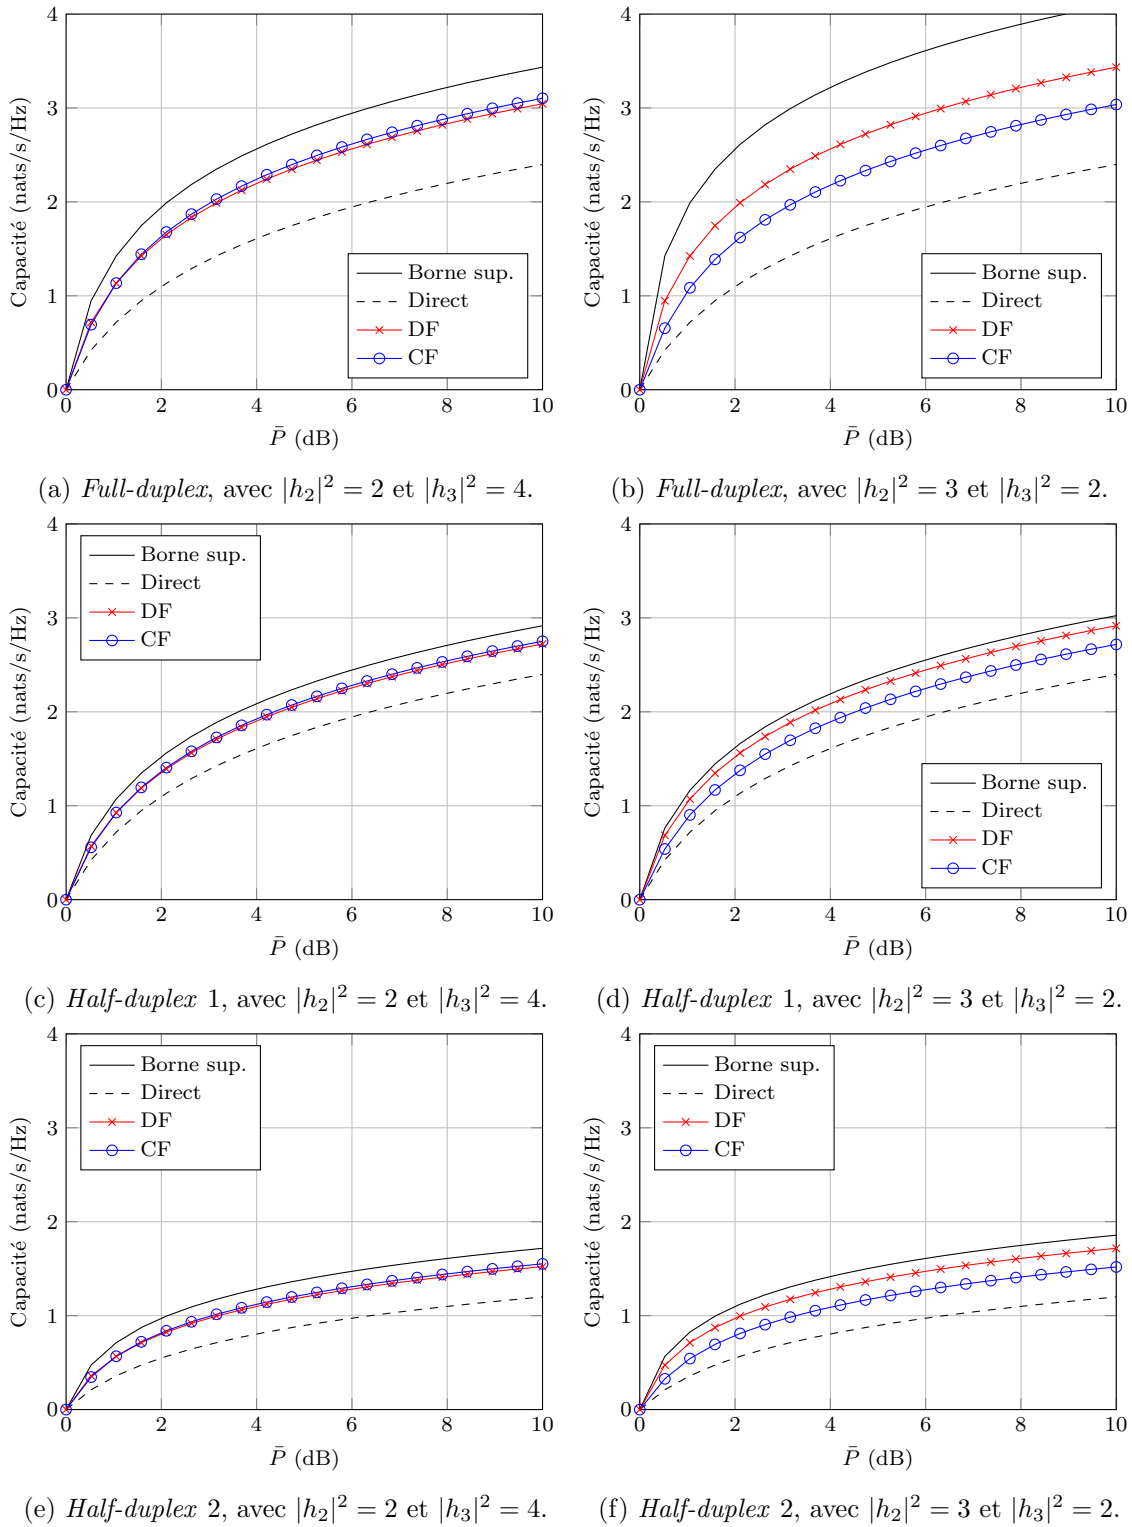 4
3
2
1
0
Capacité (nats/s/Hz)
Borne sup.
Direct
DF
CF
0 2 4 6 8 10
P̄ (dB)
(a) Full-duplex, avec |h₂|² = 2 et |h₃|² = 4.
4
3
2
1
0
Capacité (nats/s/Hz)
Borne sup.
Direct
DF
CF
0 2 4 6 8 10
P̄ (dB)
(b) Full-duplex, avec |h₂|² = 3 et |h₃|² = 2.
4
3
2
1
0
Capacité (nats/s/Hz)
Borne sup.
Direct
DF
CF
0 2 4 6 8 10
P̄ (dB)
(c) Half-duplex 1, avec |h₂|² = 2 et |h₃|² = 4.
4
3
2
1
0
Capacité (nats/s/Hz)
Borne sup.
Direct
DF
CF
0 2 4 6 8 10
P̄ (dB)
(d) Half-duplex 1, avec |h₂|² = 3 et |h₃|² = 2.
4
3
2
1
0
Capacité (nats/s/Hz)
Borne sup.
Direct
DF
CF
0 2 4 6 8 10
P̄ (dB)
(e) Half-duplex 2, avec |h₂|² = 2 et |h₃|² = 4.
4
3
2
1
0
Capacité (nats/s/Hz)
Borne sup.
Direct
DF
CF
0 2 4 6 8 10
P̄ (dB)
(f) Half-duplex 2, avec |h₂|² = 3 et |h₃|² = 2.